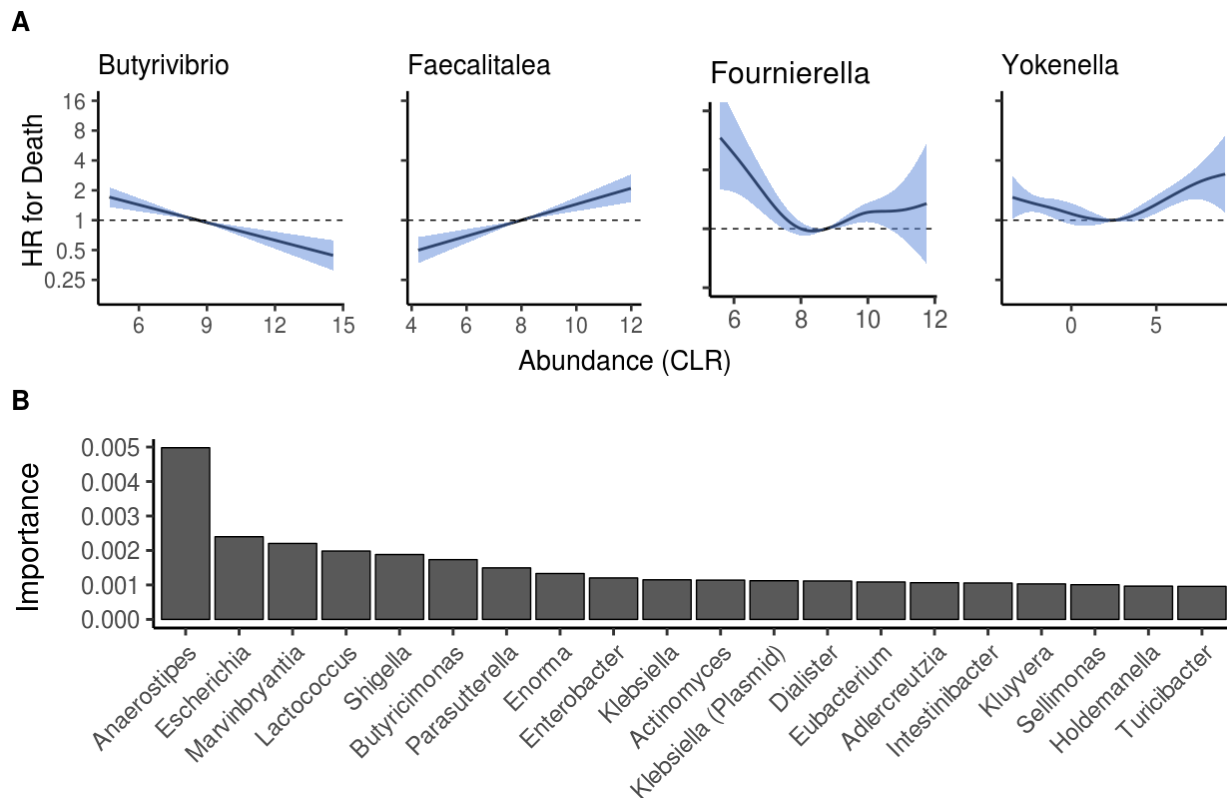 A
Butyrivibrio
Faecalitalea
Fournierella
Yokenella
HR for Death
16
8
4
2
1
0.5
0.25
6 9 12 15
4 6 8 10 12
6 8 10 12
0 5
Abundance (CLR)
B
Importance
0.005
0.004
0.003
0.002
0.001
0.000
Anaerostipes
Escherichia
Marvinbryantia
Lactococcus
Shigella
Butyricimonas
Parasutterella
Enorma
Enterobacter
Klebsiella
Actinomyces
Klebsiella (Plasmid)
Dialister
Eubacterium
Adlercreutzia
Intestinibacter
Kluyvera
Sellimonas
Holdemanella
Turicibacter